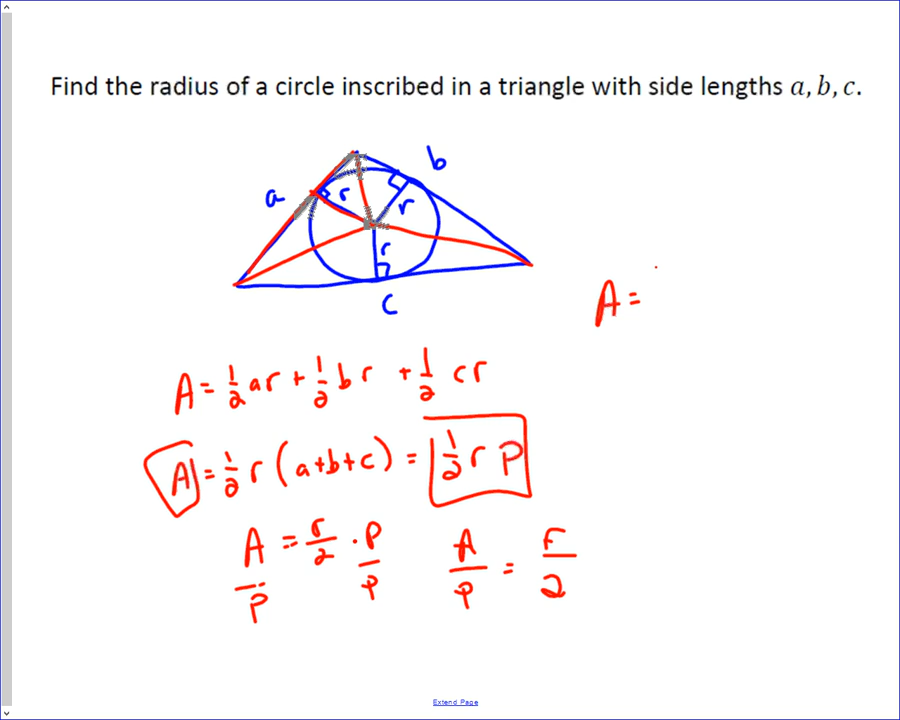 Find the radius of a circle inscribed in a triangle with side lengths a, b, c.
b
a
r
r
r
c
A =
A = 1/2 ar + 1/2 br + 1/2 cr
A = 1/2 r (a+b+c) = 1/2 r P
A/P = r/2 · P/P    A/P = r/2
Extend Page